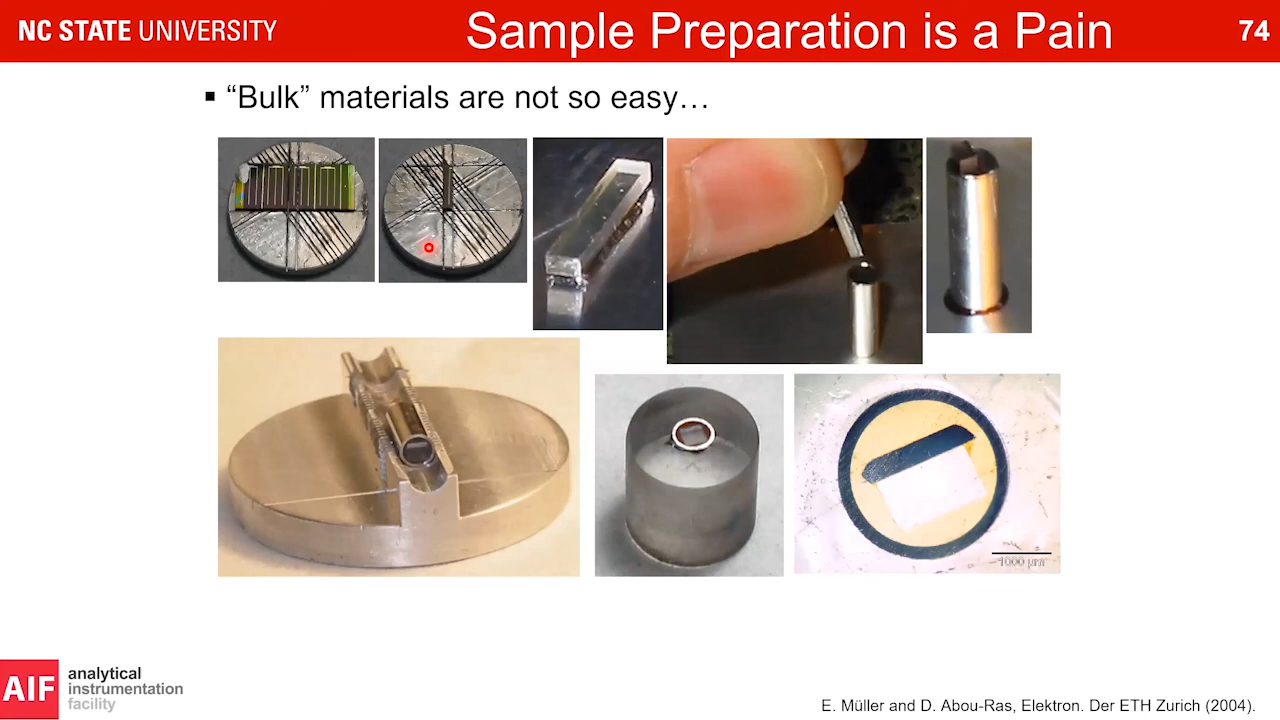 NC STATE UNIVERSITY
Sample Preparation is a Pain
74
▪ “Bulk” materials are not so easy…
1000 µm
AIF
analytical
instrumentation
facility
E. Müller and D. Abou-Ras, Elektron. Der ETH Zurich (2004).